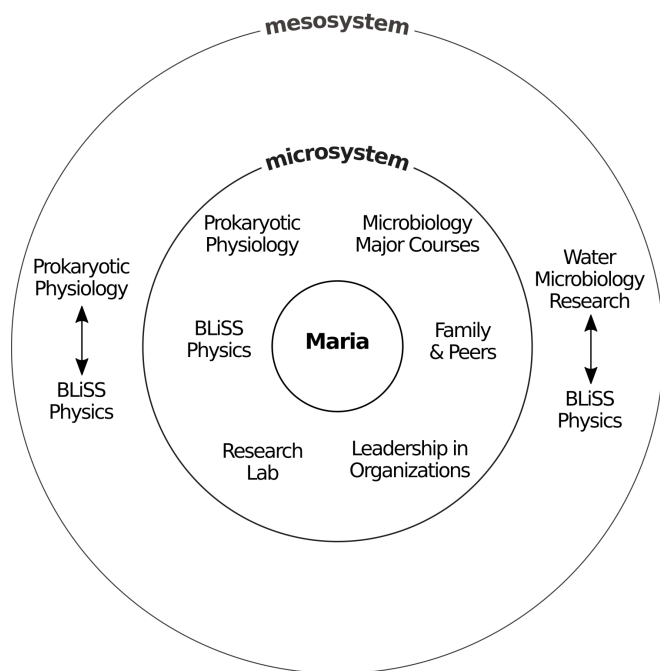 mesosystem
microsystem
Prokaryotic
Physiology
Microbiology
Major Courses
Prokaryotic
Physiology
BLiSS
Physics
BLiSS
Physics
Maria
Family
& Peers
Water
Microbiology
Research
BLiSS
Physics
Research
Lab
Leadership in
Organizations